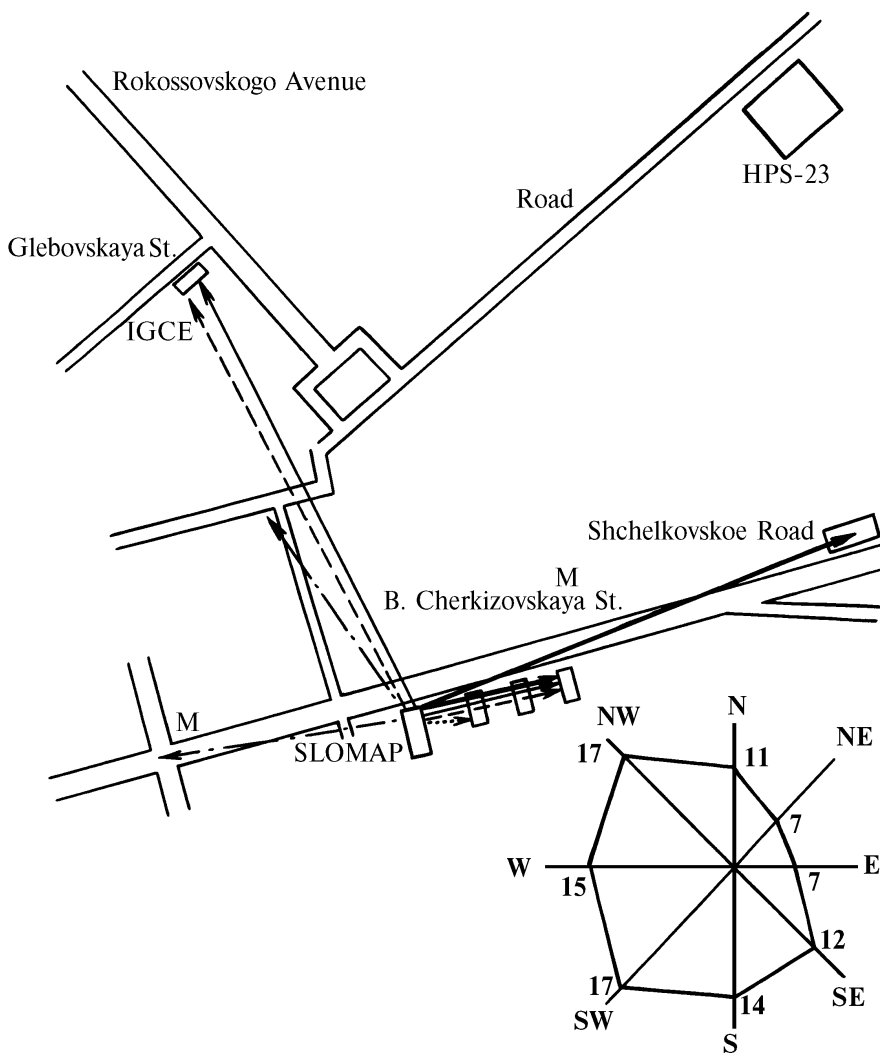 Rokossovskogo Avenue
HPS-23
Road
Glebovskaya St.
IGCE
Shchelkovskoe Road
M
B. Cherkizovskaya St.
M
SLOMAP
N
NW
NE
17
11
7
W
E
15
7
12
17
14
SE
SW
S